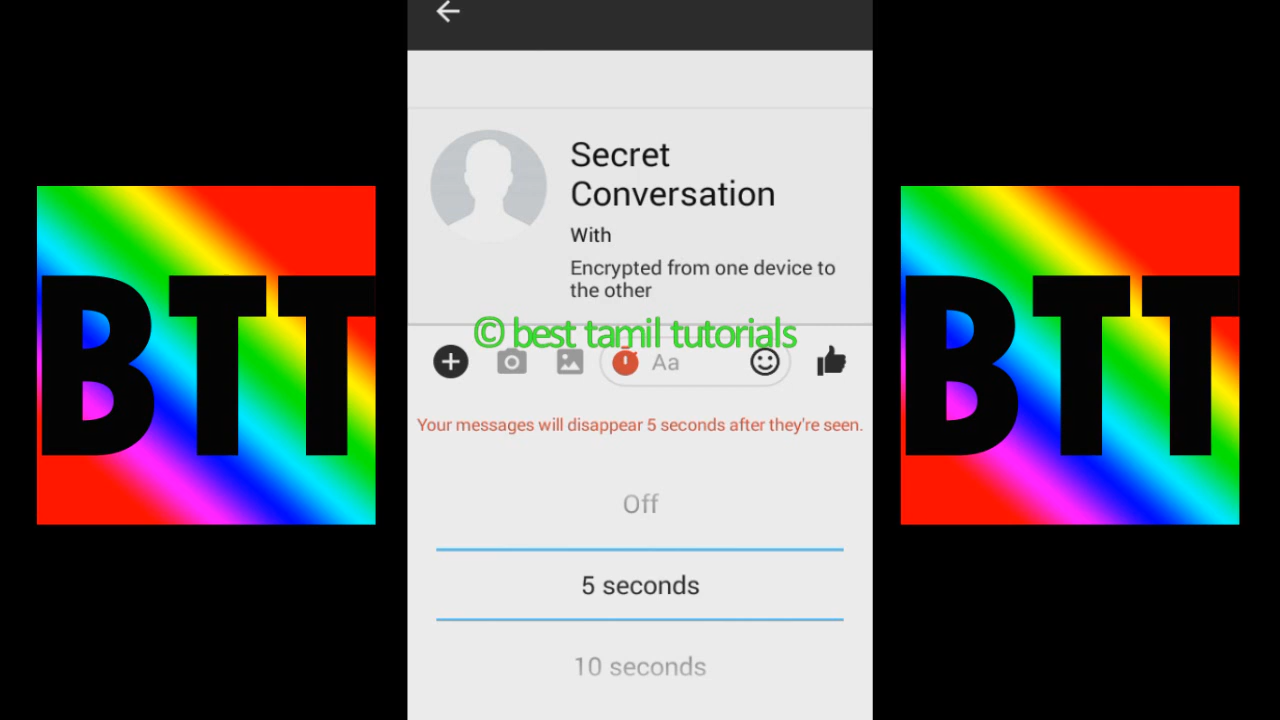 BTT
BTT
Secret
Conversation
With
Encrypted from one device to
the other
© best tamil tutorials
Aa
Your messages will disappear 5 seconds after they're seen.
Off
5 seconds
10 seconds